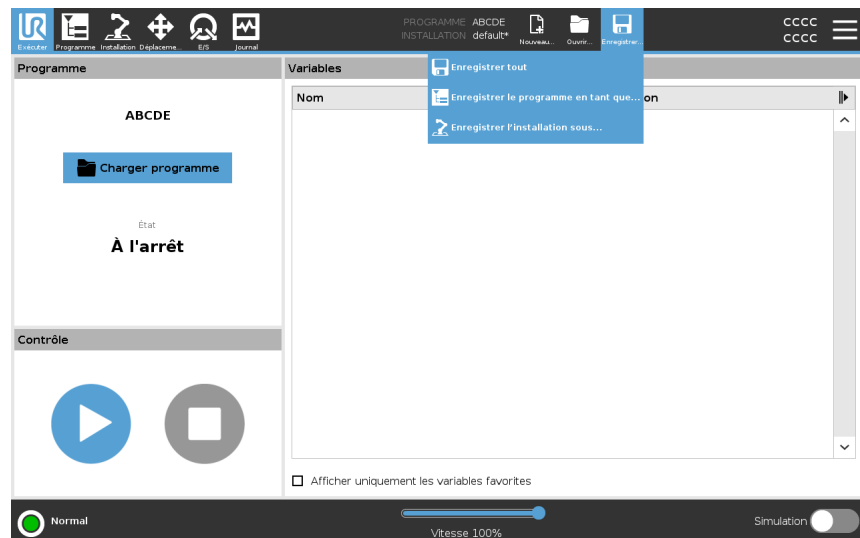 PROGRAMME ABCDE
INSTALLATION default*
CCCC
CCCC
Exécuter
Programme
Installation
Déplaceme...
E/S
Journal
Nouveau...
Ouvrir...
Enregistrer...
Programme
Variables
Enregistrer tout
Enregistrer le programme en tant que...
Enregistrer l'installation sous...
Nom
on
ABCDE
Charger programme
État
À l'arrêt
Contrôle
Afficher uniquement les variables favorites
Normal
Vitesse 100%
Simulation